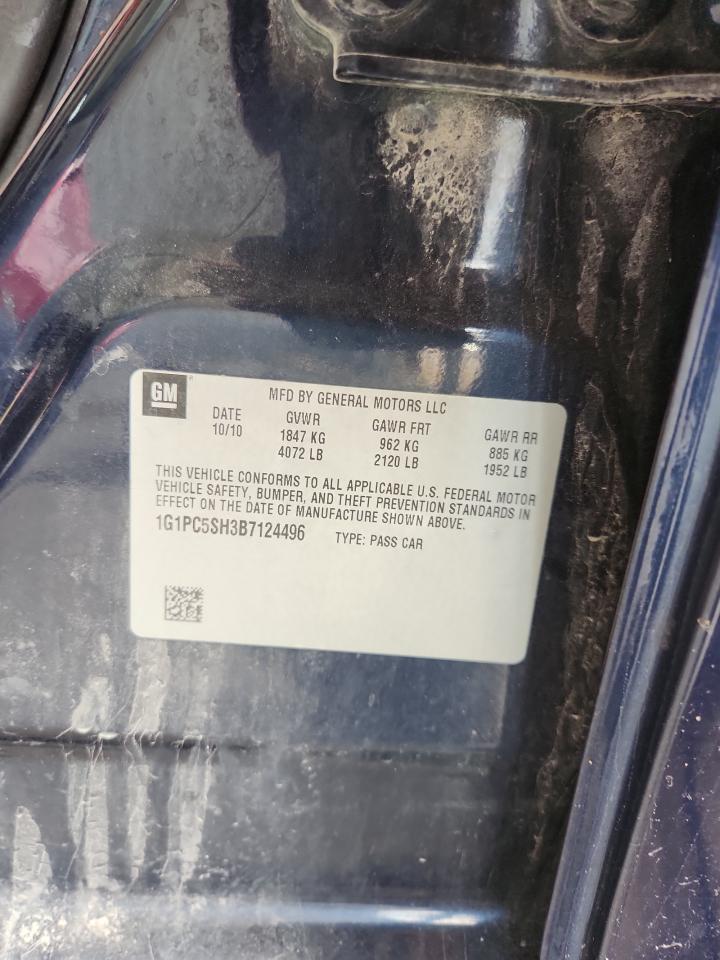 GM
MFD BY GENERAL MOTORS LLC
DATE GVWR GAWR FRT GAWR RR
10/10 1847 KG 962 KG 885 KG
4072 LB 2120 LB 1952 LB
THIS VEHICLE CONFORMS TO ALL APPLICABLE U.S. FEDERAL MOTOR
VEHICLE SAFETY, BUMPER, AND THEFT PREVENTION STANDARDS IN
EFFECT ON THE DATE OF MANUFACTURE SHOWN ABOVE.
1G1PC5SH3B7124496 TYPE: PASS CAR